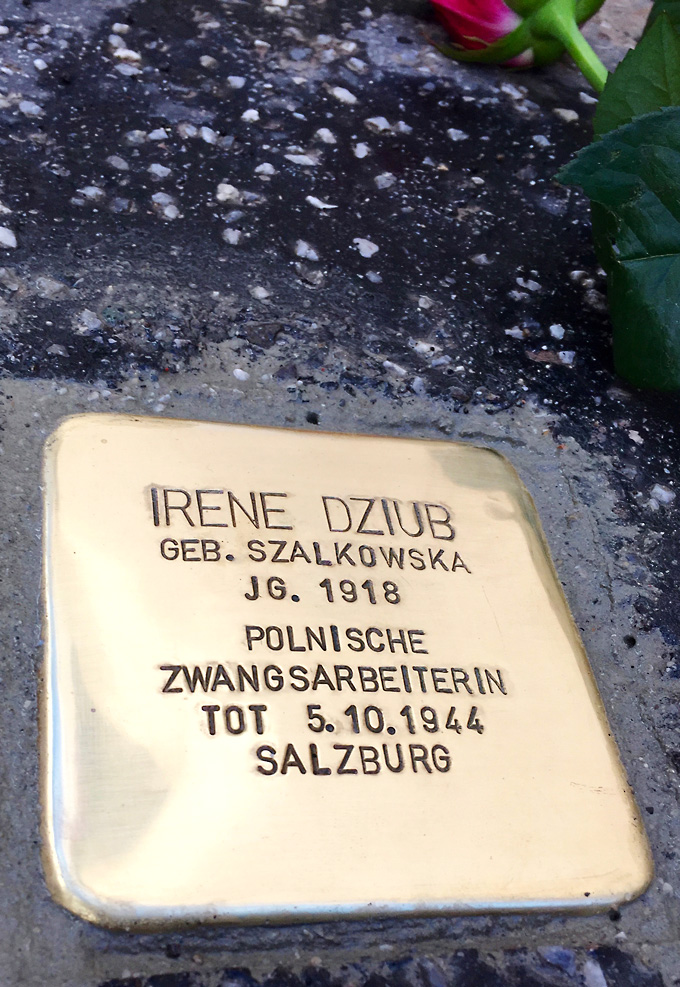 IRENE DZIUB
GEB. SZALKOWSKA
JG. 1918
POLNISCHE
ZWANGSARBEITERIN
TOT 5.10.1944
SALZBURG